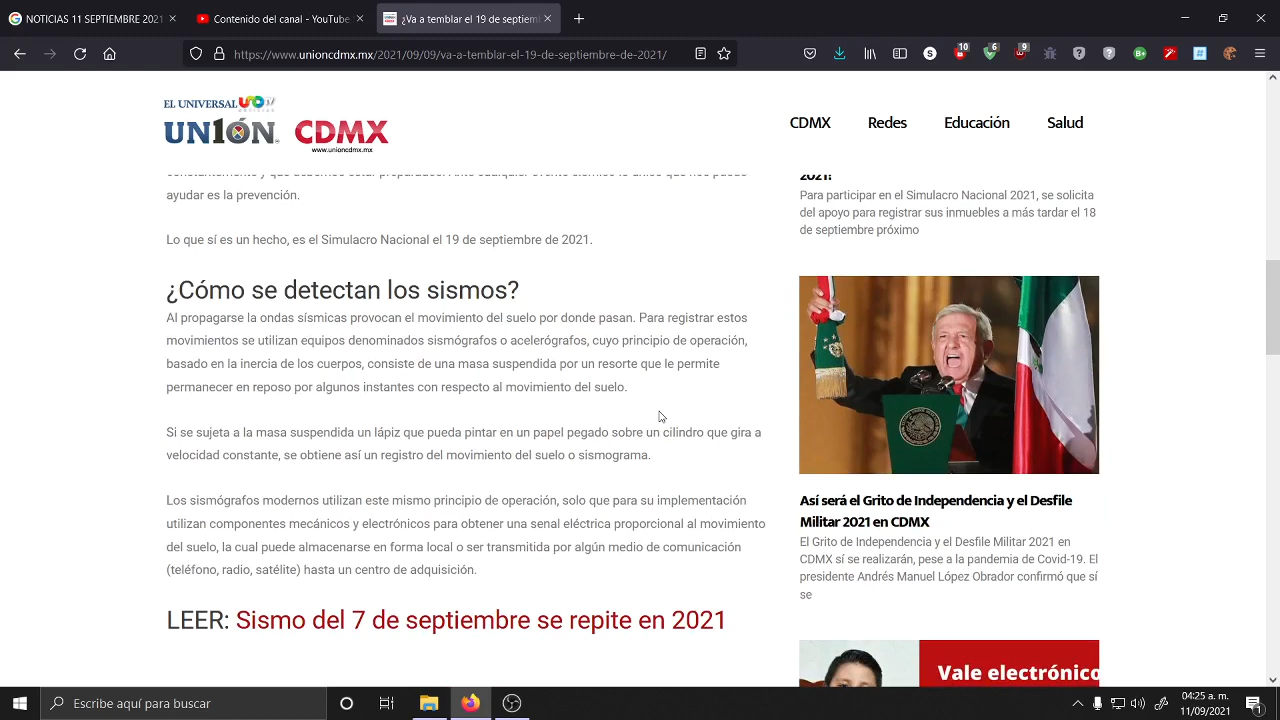 NOTICIAS 11 SEPTIEMBRE 2021
YouTube
¿Va a temblar el 19 de septiemb
https://www.unioncdmx.mx/2021/09/09/va-a-temblar-el-19-de-septiembre-de-2021/
10
6
9
EL UNIVERSAL
UN1ÓN CDMX
www.unioncdmx.mx
CDMX Redes Educación Salud
constantemente y que debemos estar preparados. Ante cualquier evento sísmico lo único que nos puede
ayudar es la prevención.
Lo que sí es un hecho, es el Simulacro Nacional el 19 de septiembre de 2021.
¿Cómo se detectan los sismos?
Al propagarse la ondas sísmicas provocan el movimiento del suelo por donde pasan. Para registrar estos
movimientos se utilizan equipos denominados sismógrafos o acelerógrafos, cuyo principio de operación,
basado en la inercia de los cuerpos, consiste de una masa suspendida por un resorte que le permite
permanecer en reposo por algunos instantes con respecto al movimiento del suelo.
Si se sujeta a la masa suspendida un lápiz que pueda pintar en un papel pegado sobre un cilindro que gira a
velocidad constante, se obtiene así un registro del movimiento del suelo o sismograma.
Los sismógrafos modernos utilizan este mismo principio de operación, solo que para su implementación
utilizan componentes mecánicos y electrónicos para obtener una senal eléctrica proporcional al movimiento
del suelo, la cual puede almacenarse en forma local o ser transmitida por algún medio de comunicación
(teléfono, radio, satélite) hasta un centro de adquisición.
LEER: Sismo del 7 de septiembre se repite en 2021
2021!
Para participar en el Simulacro Nacional 2021, se solicita
del apoyo para registrar sus inmuebles a más tardar el 18
de septiembre próximo
Así será el Grito de Independencia y el Desfile
Militar 2021 en CDMX
El Grito de Independencia y el Desfile Militar 2021 en
CDMX sí se realizarán, pese a la pandemia de Covid-19. El
presidente Andrés Manuel López Obrador confirmó que sí
se
Vale electrónico
Escribe aquí para buscar
04:25 a. m.
11/09/2021